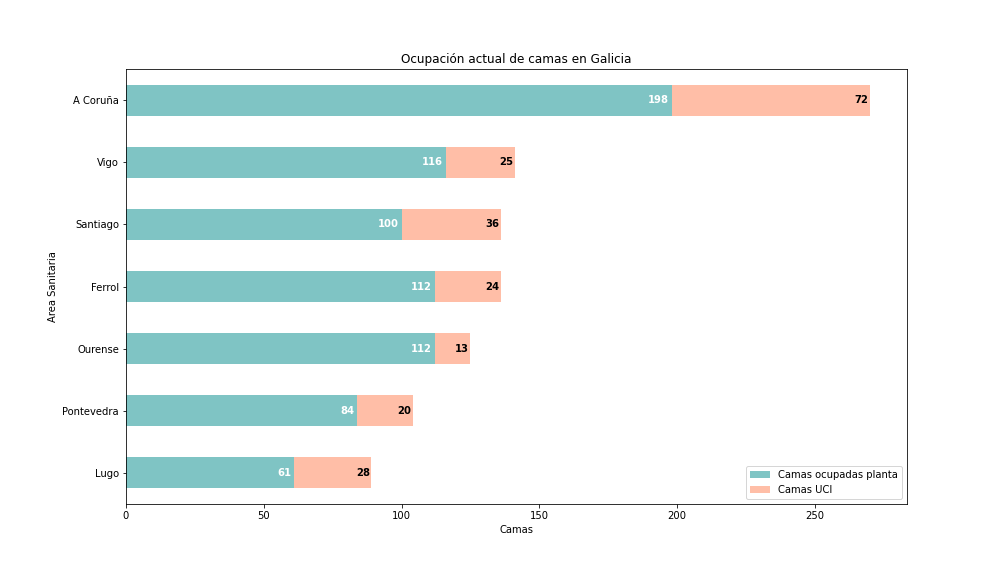 Ocupación actual de camas en Galicia
Area Sanitaria
A Coruña 198 72
Vigo 116 25
Santiago 100 36
Ferrol 112 24
Ourense 112 13
Pontevedra 84 20
Lugo 61 28
Camas ocupadas planta
Camas UCI
0 50 100 150 200 250
Camas